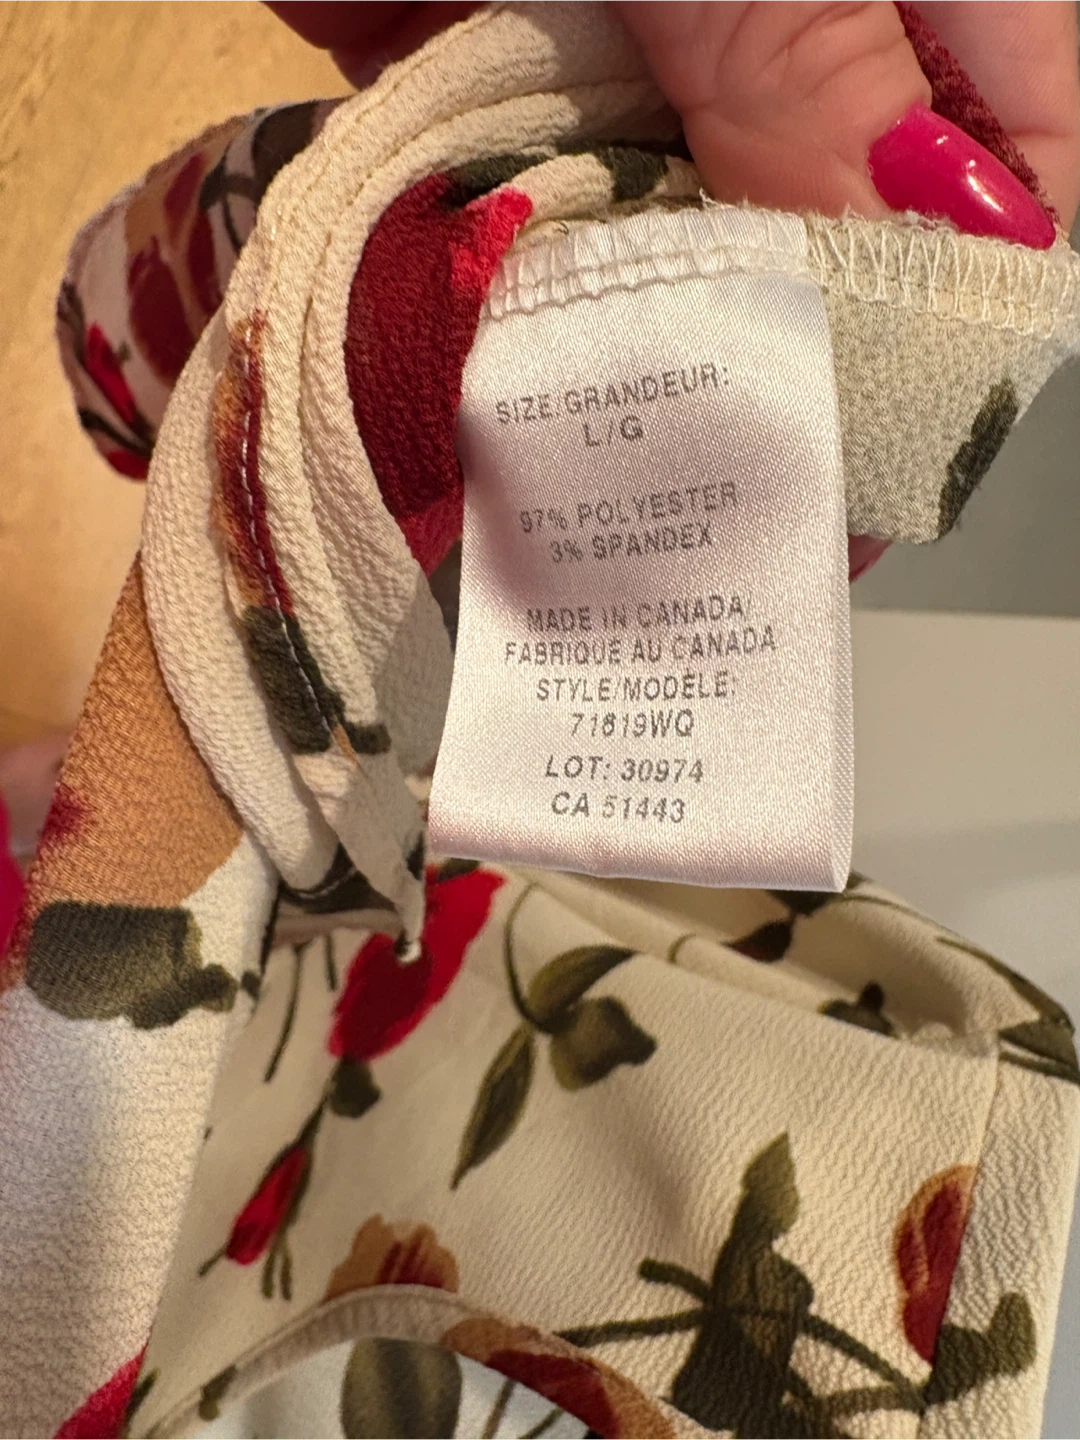 SIZE/GRANDEUR:
L/G
97% POLYESTER
3% SPANDEX
MADE IN CANADA/
FABRIQUE AU CANADA
STYLE/MODÈLE:
71619WQ
LOT: 30974
CA 51443